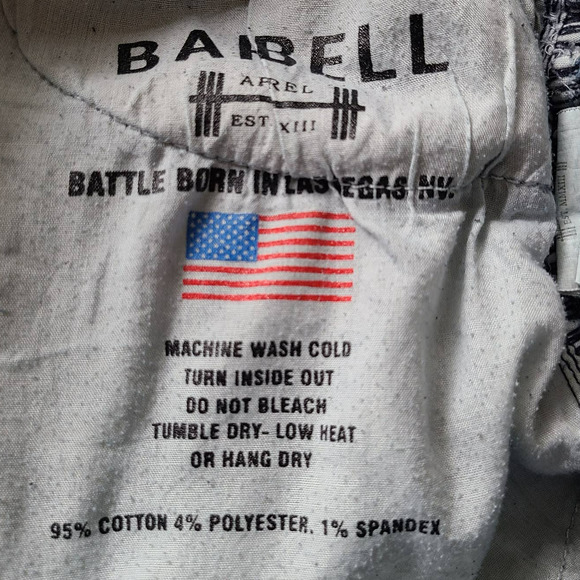 BARBELL
APREL
EST XIII
BATTLE BORN IN LAS VEGAS NV.
MACHINE WASH COLD
TURN INSIDE OUT
DO NOT BLEACH
TUMBLE DRY- LOW HEAT
OR HANG DRY
95% COTTON 4% POLYESTER, 1% SPANDEX